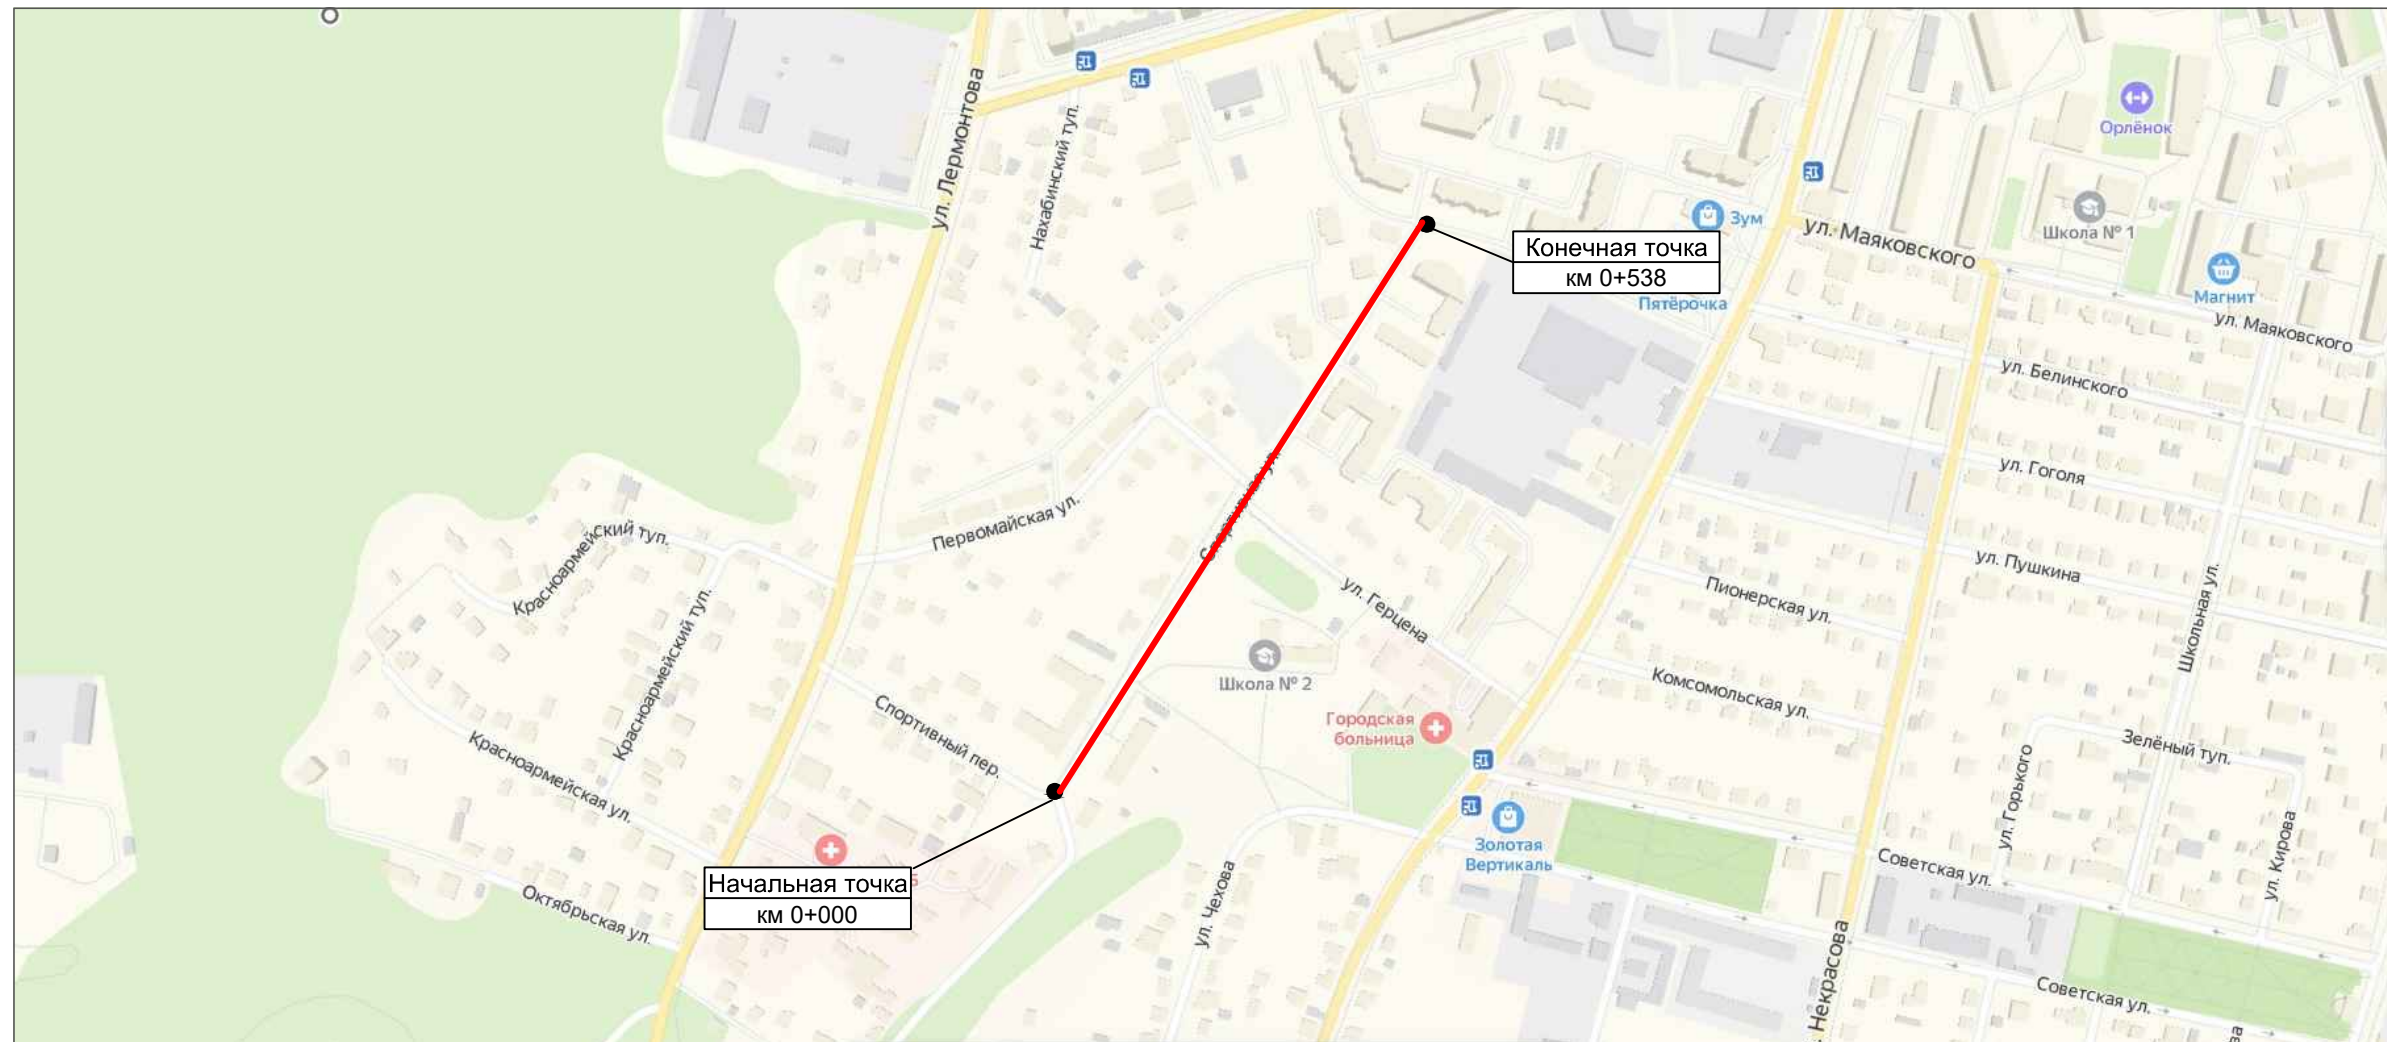 ул. Лермонтова
Нахабинский туп.
Орлёнок
Школа № 1
Зум
ул. Маяковского
Конечная точка
км 0+538
Пятёрочка
Магнит
ул. Маяковского
ул. Белинского
ул. Гоголя
Спортивная ул.
Первомайская ул.
Красноармейский туп.
Красноармейский туп.
ул. Пушкина
Пионерская ул.
Школьная ул.
ул. Герцена
Школа № 2
Комсомольская ул.
Городская
больница
Спортивный пер.
Красноармейская ул.
Зелёный туп.
ул. Горького
ул. Кирова
Золотая
Вертикаль
Советская ул.
Начальная точка
км 0+000
Октябрьская ул.
ул. Чехова
Некрасова
Советская ул.